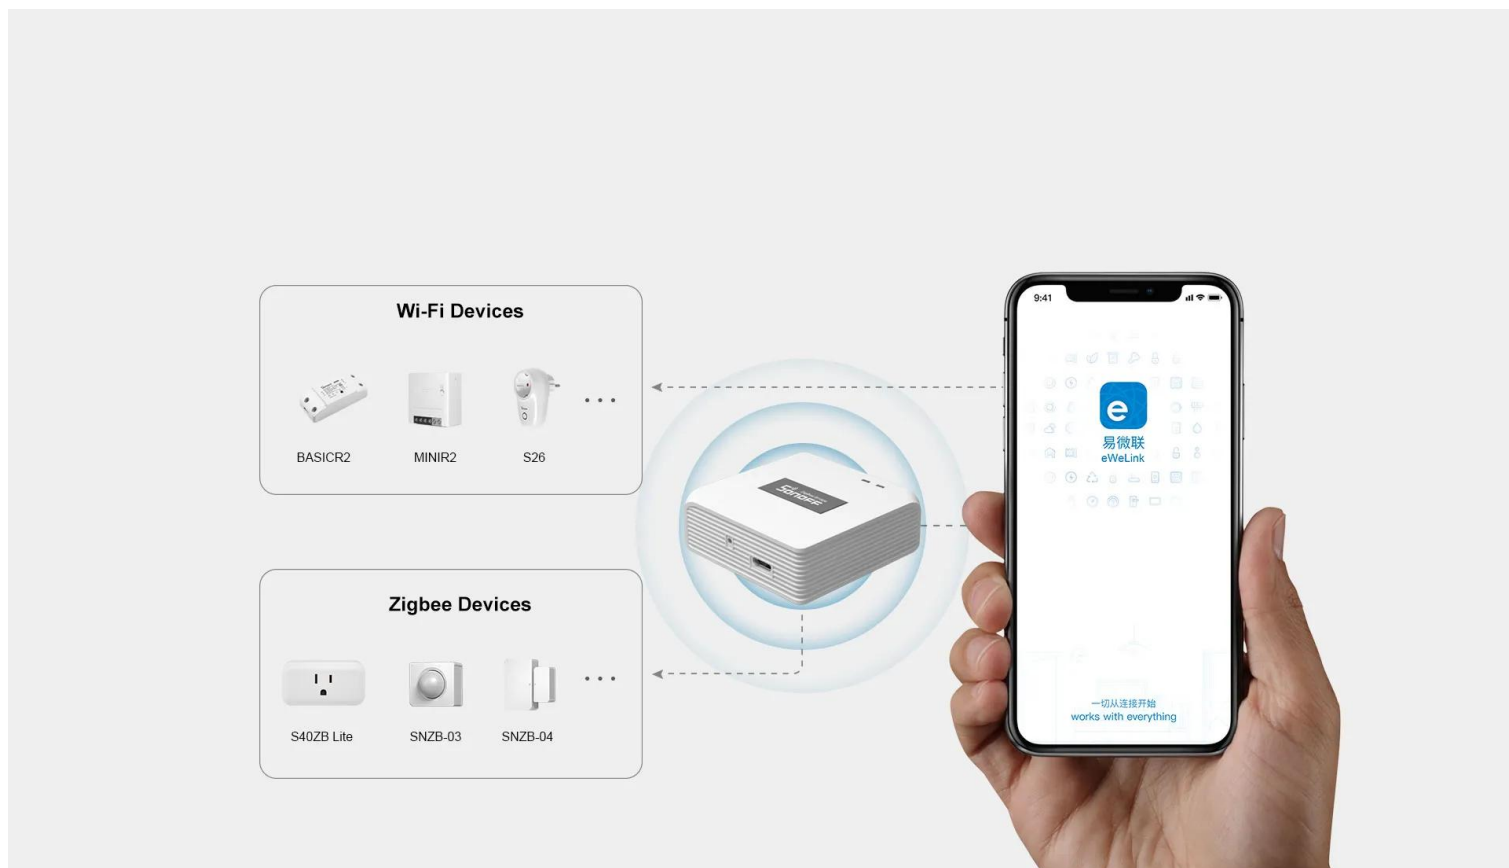 Wi-Fi Devices
BASICR2
MINIR2
S26
Zigbee Devices
S40ZB Lite
SNZB-03
SNZB-04
SONOFF
9:41
e
易微联
eWeLink
一切从连接开始
works with everything